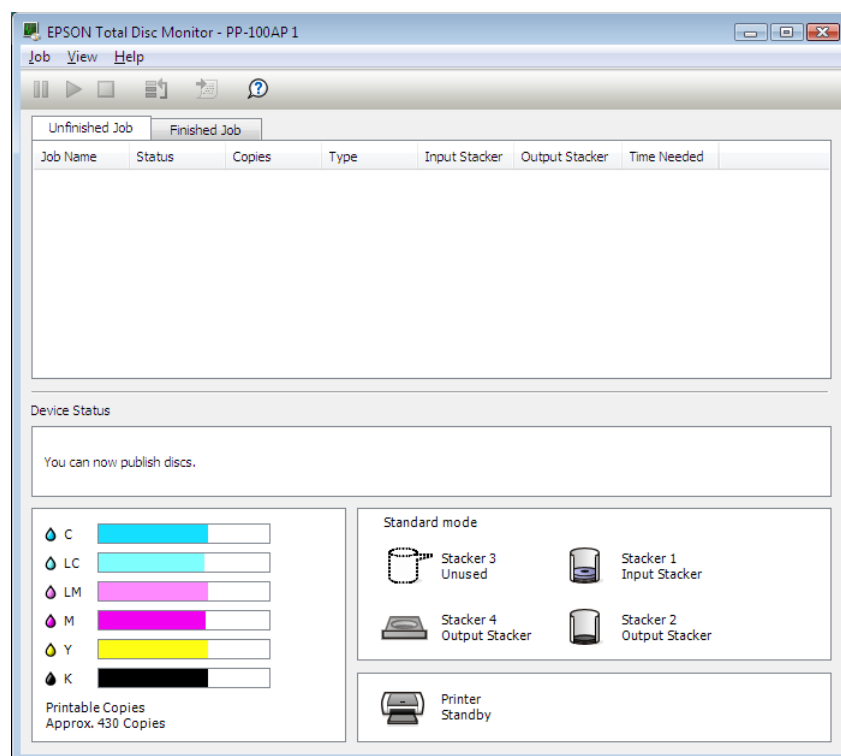 EPSON Total Disc Monitor - PP-100AP 1
Job View Help
Unfinished Job Finished Job
Job Name Status Copies Type Input Stacker Output Stacker Time Needed
Device Status
You can now publish discs.
C
LC
LM
M
Y
K
Printable Copies
Approx. 430 Copies
Standard mode
Stacker 3
Unused
Stacker 1
Input Stacker
Stacker 4
Output Stacker
Stacker 2
Output Stacker
Printer
Standby